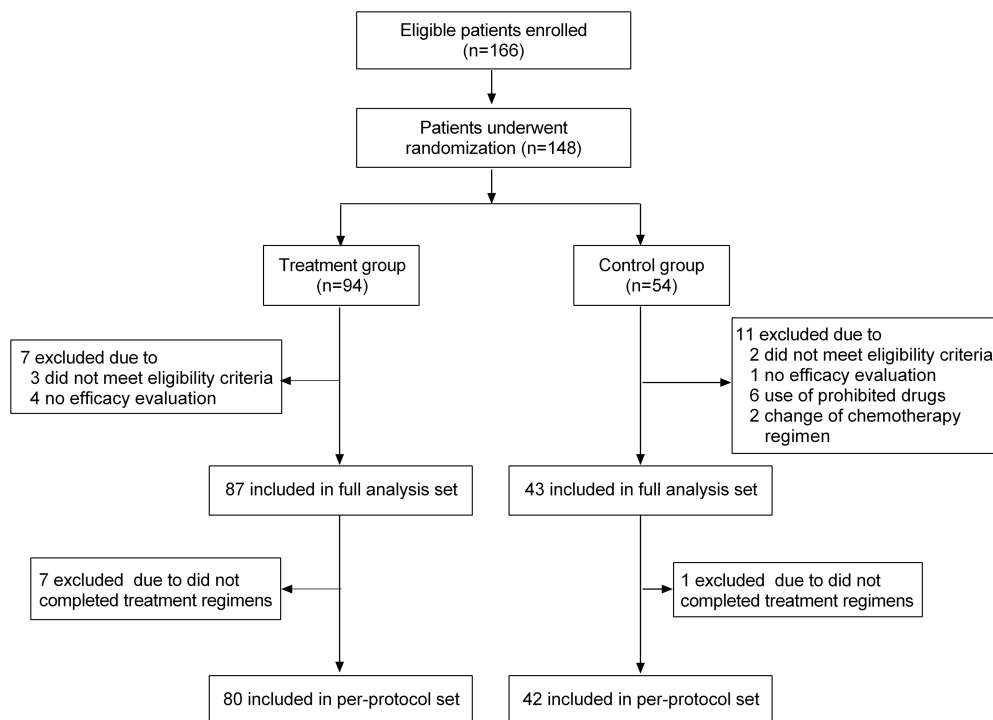 Eligible patients enrolled
(n=166)
Patients underwent
randomization (n=148)
Treatment group
(n=94)
Control group
(n=54)
7 excluded due to
3 did not meet eligibility criteria
4 no efficacy evaluation
11 excluded due to
2 did not meet eligibility criteria
1 no efficacy evaluation
6 use of prohibited drugs
2 change of chemotherapy
regimen
87 included in full analysis set
43 included in full analysis set
7 excluded due to did not
completed treatment regimens
1 excluded due to did not
completed treatment regimens
80 included in per-protocol set
42 included in per-protocol set